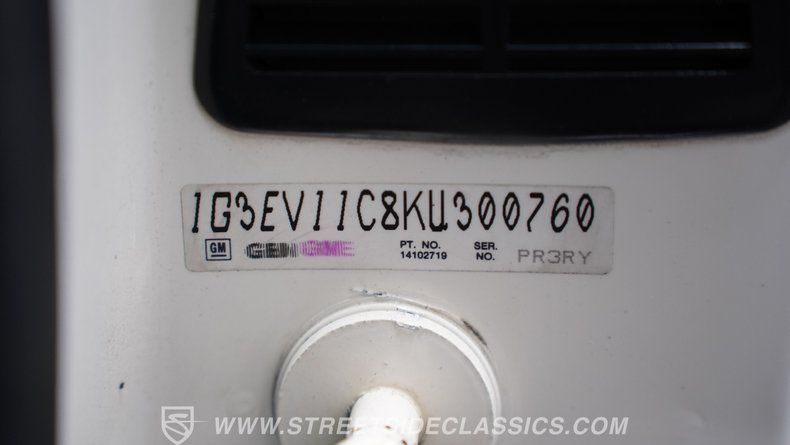 1G3EV11C8KU300760
GM GENUINE PT. NO. 14102719 SER. NO. PR3RY
WWW.STREETSIDECLASSICS.COM